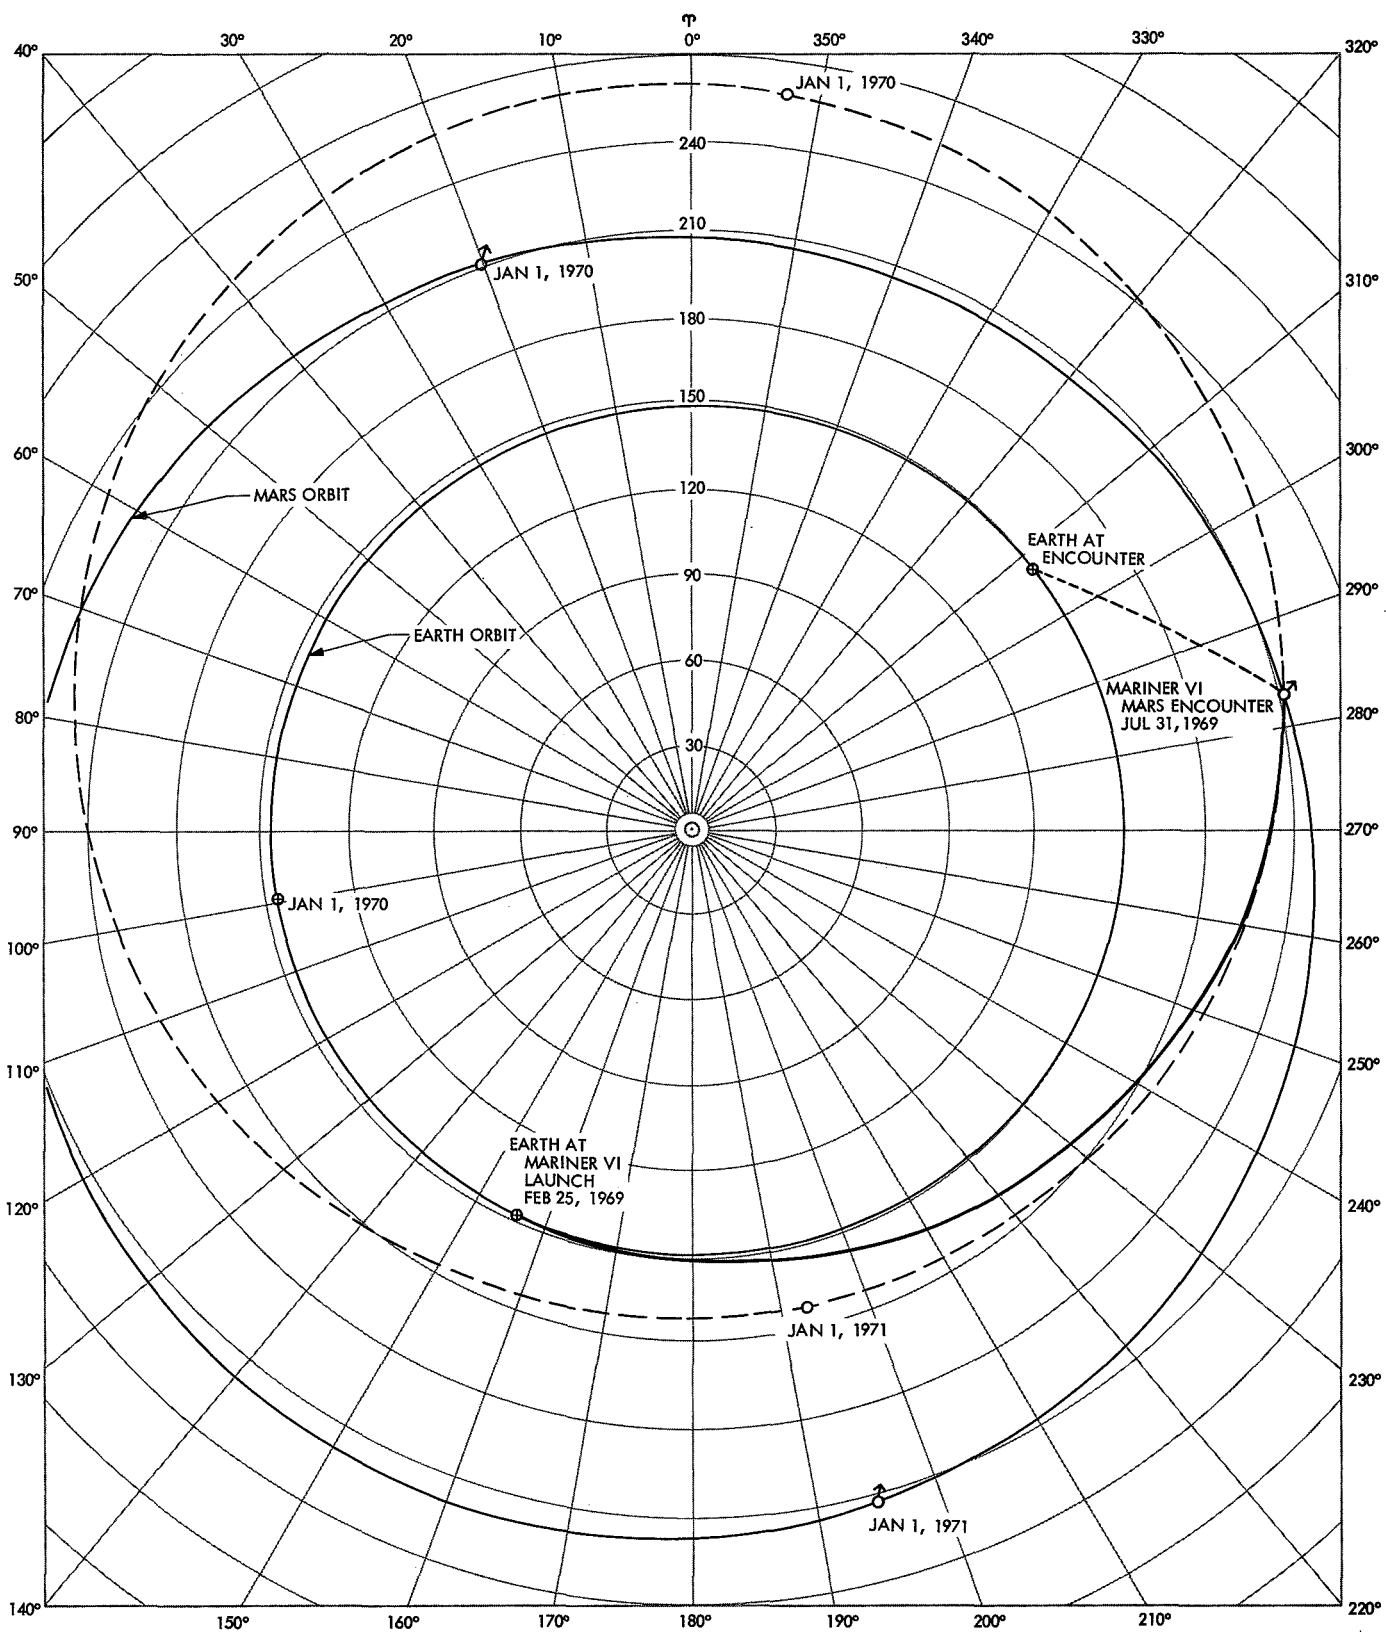 ♈
40° 30° 20° 10° 0° 350° 340° 330° 320°
JAN 1, 1970
240
210
JAN 1, 1970
50° 310°
180
150
60° 300°
MARS ORBIT
120
EARTH AT
ENCOUNTER
90
70° 290°
EARTH ORBIT
60
MARINER VI
MARS ENCOUNTER
JUL 31, 1969
80° 280°
30
90° 270°
JAN 1, 1970
100° 260°
110° 250°
EARTH AT
MARINER VI
LAUNCH
FEB 25, 1969
120° 240°
JAN 1, 1971
130° 230°
JAN 1, 1971
140° 150° 160° 170° 180° 190° 200° 210° 220°